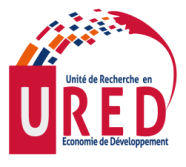 Unité de Recherche en
URED
Economie de Développement